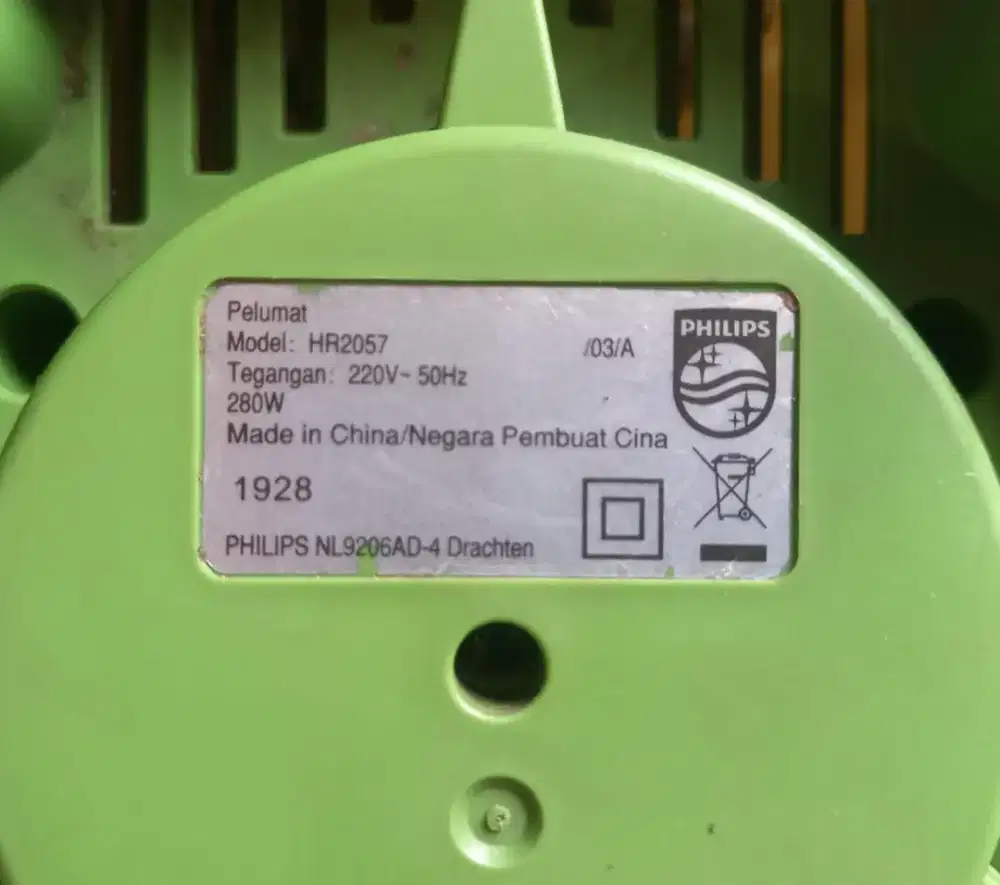 Pelumat
Model: HR2057 /03/A
Tegangan: 220V~ 50Hz
280W
Made in China/Negara Pembuat Cina
1928
PHILIPS NL9206AD-4 Drachten
PHILIPS